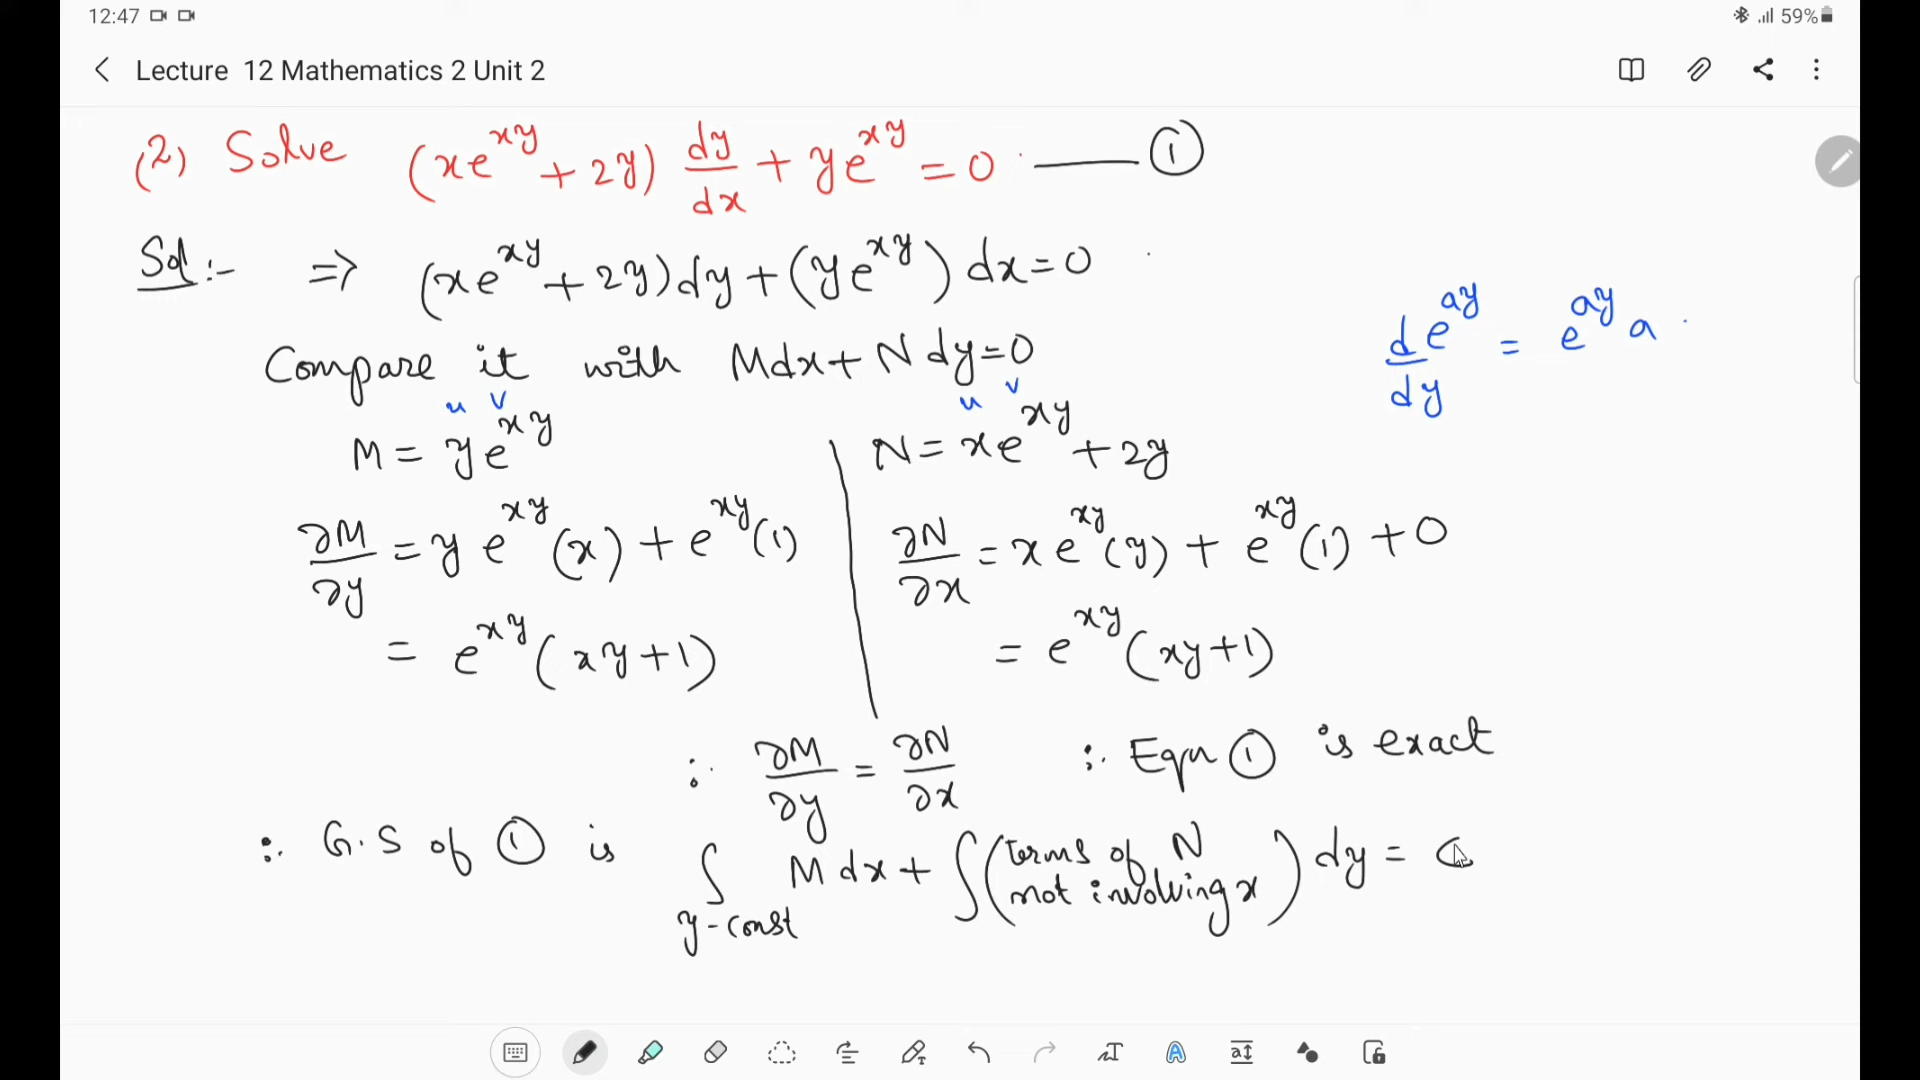 12:47
59%
Lecture 12 Mathematics 2 Unit 2
(2) Solve (xe^{xy} + 2y) dy/dx + ye^{xy} = 0 —— ①
Sol:- ⇒ (xe^{xy} + 2y)dy + (ye^{xy})dx = 0
Compare it with Mdx + Ndy = 0
d/dy e^{ay} = e^{ay} a
u v
M = ye^{xy}
u v
N = xe^{xy} + 2y
∂M/∂y = y e^{xy}(x) + e^{xy}(1)
= e^{xy}(xy+1)
∂N/∂x = xe^{xy}(y) + e^{xy}(1) + 0
= e^{xy}(xy+1)
∵ ∂M/∂y = ∂N/∂x ∴ Eqn ① is exact
∴ G.S of ① is ∫_{y-const} M dx + ∫(terms of N not involving x) dy = c